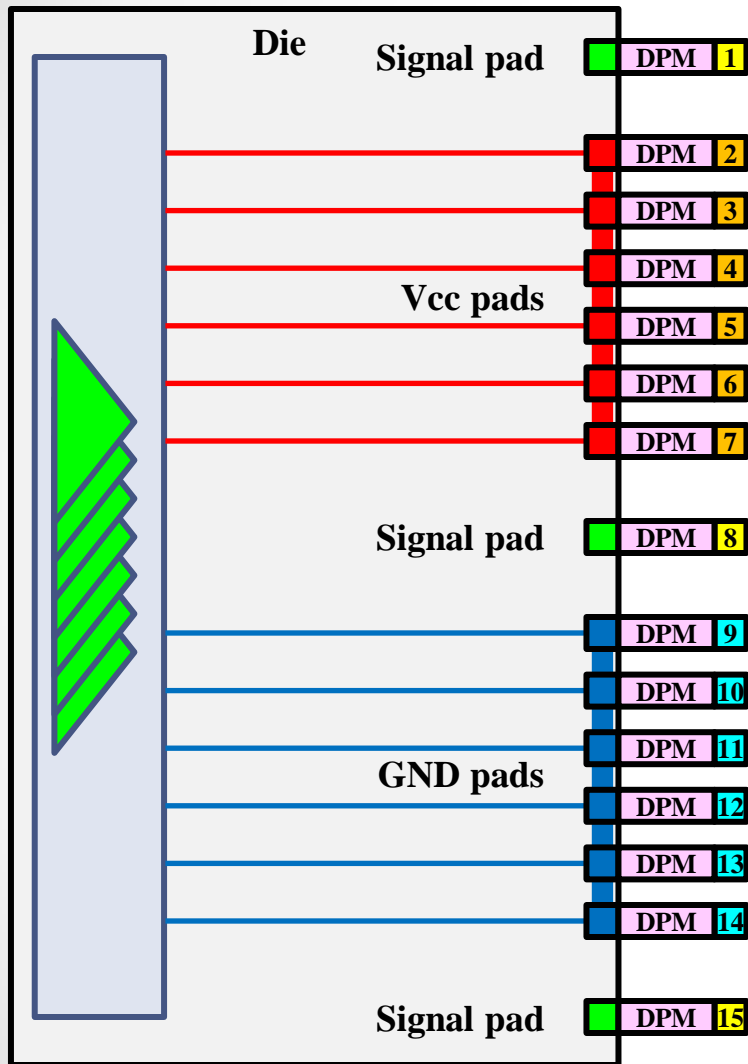 Die
Signal pad DPM 1
DPM 2
DPM 3
DPM 4
Vcc pads
DPM 5
DPM 6
DPM 7
Signal pad DPM 8
DPM 9
DPM 10
DPM 11
GND pads
DPM 12
DPM 13
DPM 14
Signal pad DPM 15